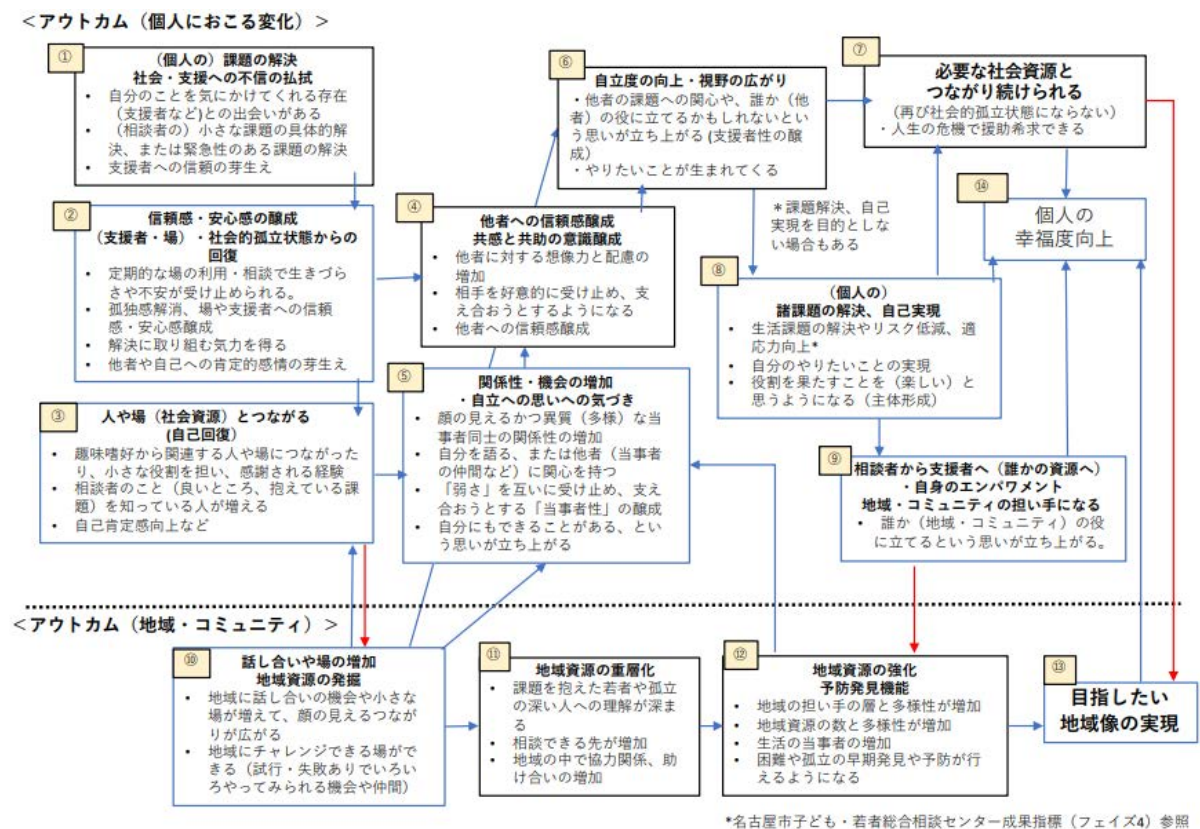 ＜アウトカム（個人におこる変化）＞
①
（個人の）課題の解決
社会・支援への不信の払拭
• 自分のことを気にかけてくれる存在
（支援者など)との出会いがある
• （相談者の）小さな課題の具体的解
決、または緊急性のある課題の解決
• 支援者への信頼の芽生え
②
信頼感・安心感の醸成
（支援者・場）・社会的孤立状態からの
回復
• 定期的な場の利用・相談で生きづら
さや不安が受け止められる。
• 孤独感解消、場や支援者への信頼
感・安心感醸成
• 解決に取り組む気力を得る
• 他者や自己への肯定的感情の芽生え
③
人や場（社会資源）とつながる
(自己回復）
• 趣味嗜好から関連する人や場につながった
り、小さな役割を担い、感謝される経験
• 相談者のこと（良いところ、抱えている課
題）を知っている人が増える
• 自己肯定感向上など
④
他者への信頼感醸成
共感と共助の意識醸成
• 他者に対する想像力と配慮の
増加
• 相手を好意的に受け止め、支
え合おうとするようになる
• 他者への信頼感醸成
⑤
関係性・機会の増加
・自立への思いへの気づき
• 顔の見えるかつ異質（多様）な当
事者同士の関係性の増加
• 自分を語る、または他者（当事者
の仲間など）に関心を持つ
• 「弱さ」を互いに受け止め、支え
合おうとする「当事者性」の醸成
• 自分にもできることがある、とい
う思いが立ち上がる
⑥
自立度の向上・視野の広がり
・他者の課題への関心や、誰か（他
者）の役に立てるかもしれないと
いう思いが立ち上がる (支援者性の醸
成）
・やりたいことが生まれてくる
＊課題解決、自己
実現を目的としな
い場合もある
⑦
必要な社会資源と
つながり続けられる
（再び社会的孤立状態にならない）
・人生の危機で援助希求できる
⑭
個人の
幸福度向上
⑧
（個人の）
諸課題の解決、自己実現
• 生活課題の解決やリスク低減、適
応力向上*
• 自分のやりたいことの実現
• 役割を果たすことを（楽しい）と
思うようになる（主体形成）
⑨
相談者から支援者へ（誰かの資源へ）
・自身のエンパワメント
地域・コミュニティの担い手になる
• 誰か（地域・コミュニティ）の役
に立てるという思いが立ち上がる。
＜アウトカム（地域・コミュニティ）＞
⑩
話し合いや場の増加
地域資源の発掘
• 地域に話し合いの機会や小さな
場が増えて、顔の見えるつなが
りが広がる
• 地域にチャレンジできる場がで
きる（試行・失敗ありでいろい
ろやってみられる機会や仲間）
⑪
地域資源の重層化
• 課題を抱えた若者や孤立
の深い人への理解が深ま
る
• 相談できる先が増加
• 地域の中で協力関係、助
け合いの増加
⑫
地域資源の強化
予防発見機能
• 地域の担い手の層と多様性が増加
• 地域資源の数と多様性が増加
• 生活の当事者の増加
• 困難や孤立の早期発見や予防が行
えるようになる
⑬
目指したい
地域像の実現
*名古屋市子ども・若者総合相談センター成果指標（フェイズ4）参照